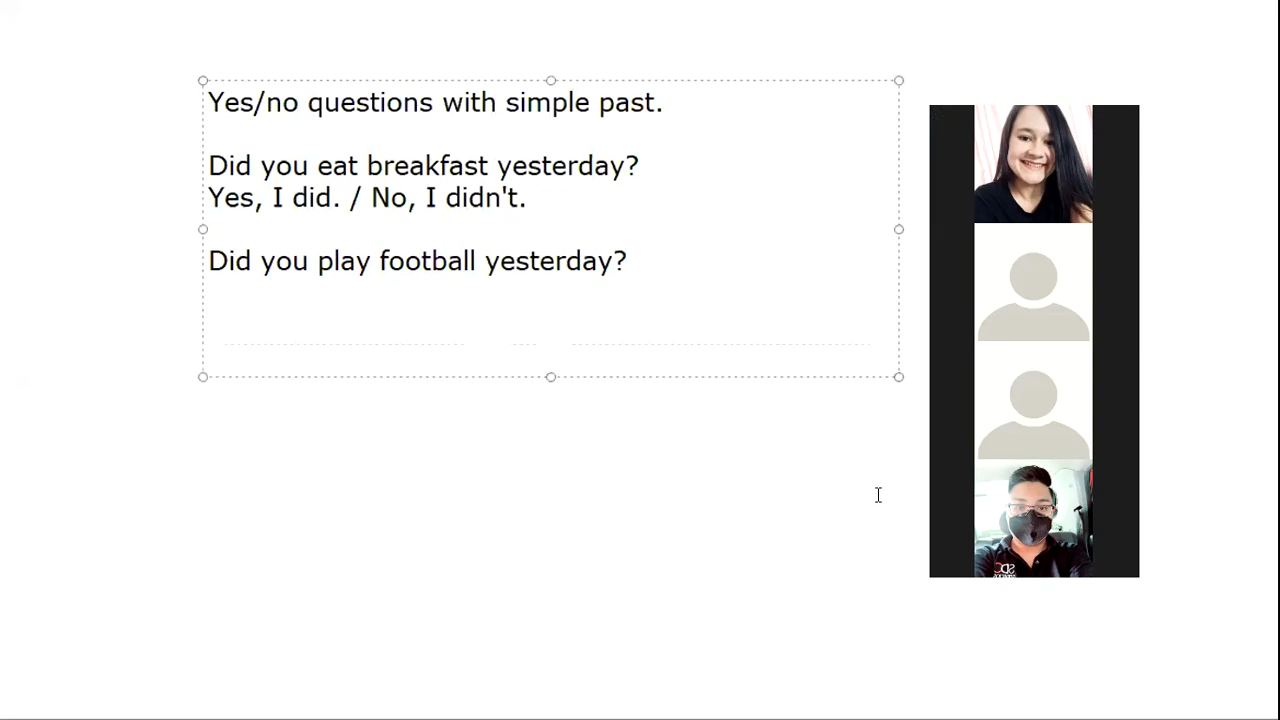 Yes/no questions with simple past.
Did you eat breakfast yesterday?
Yes, I did. / No, I didn't.
Did you play football yesterday?